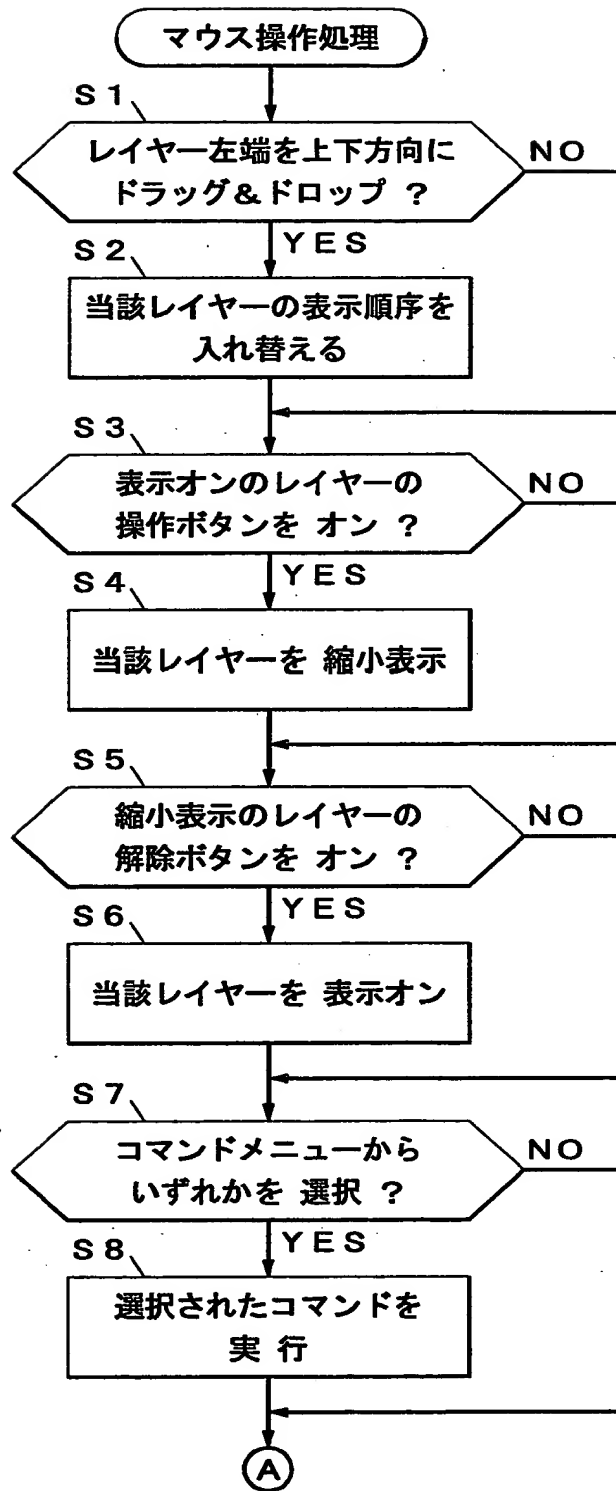 マウス操作処理
S1
レイヤー左端を上下方向に
ドラッグ&ドロップ ?
NO
YES
S2
当該レイヤーの表示順序を
入れ替える
S3
表示オンのレイヤーの
操作ボタンを オン ?
NO
YES
S4
当該レイヤーを 縮小表示
S5
縮小表示のレイヤーの
解除ボタンを オン ?
NO
YES
S6
当該レイヤーを 表示オン
S7
コマンドメニューから
いずれかを 選択 ?
NO
YES
S8
選択されたコマンドを
実 行
A